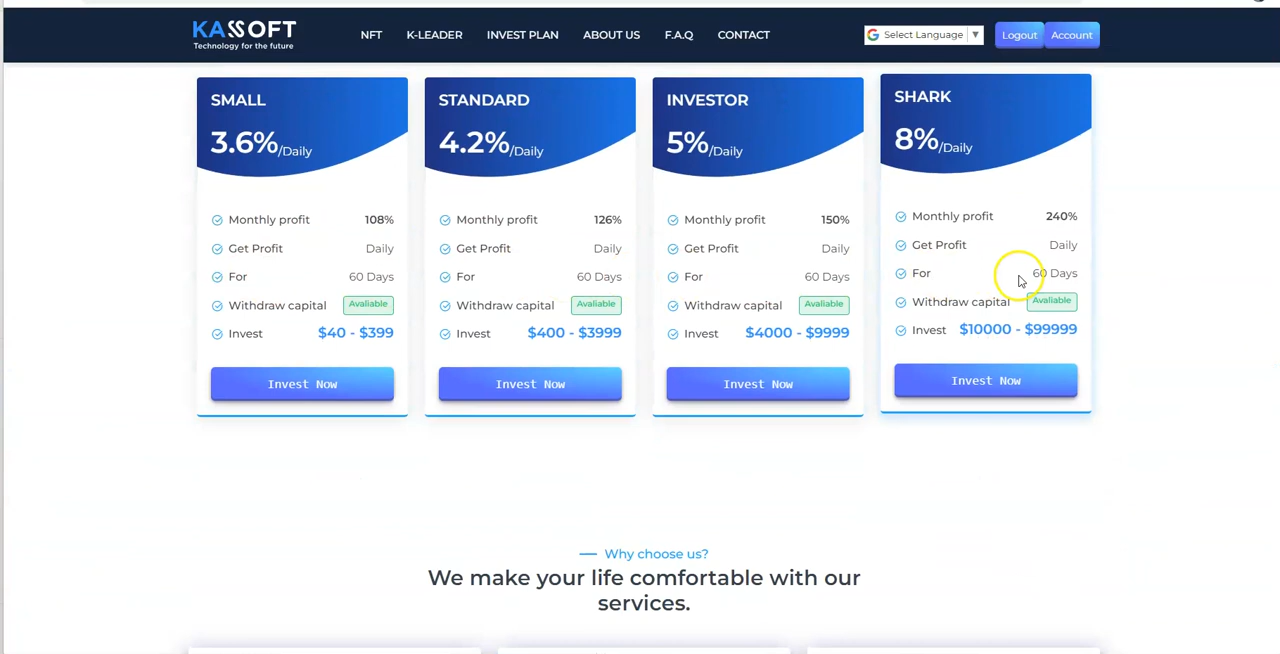 KASSOFT
Technology for the future
NFT K-LEADER INVEST PLAN ABOUT US F.A.Q CONTACT
Select Language ▼
Logout Account
SMALL
3.6%/Daily
Monthly profit 108%
Get Profit Daily
For 60 Days
Withdraw capital Avaliable
Invest $40 - $399
Invest Now
STANDARD
4.2%/Daily
Monthly profit 126%
Get Profit Daily
For 60 Days
Withdraw capital Avaliable
Invest $400 - $3999
Invest Now
INVESTOR
5%/Daily
Monthly profit 150%
Get Profit Daily
For 60 Days
Withdraw capital Avaliable
Invest $4000 - $9999
Invest Now
SHARK
8%/Daily
Monthly profit 240%
Get Profit Daily
For 60 Days
Withdraw capital Avaliable
Invest $10000 - $99999
Invest Now
Why choose us?
We make your life comfortable with our
services.